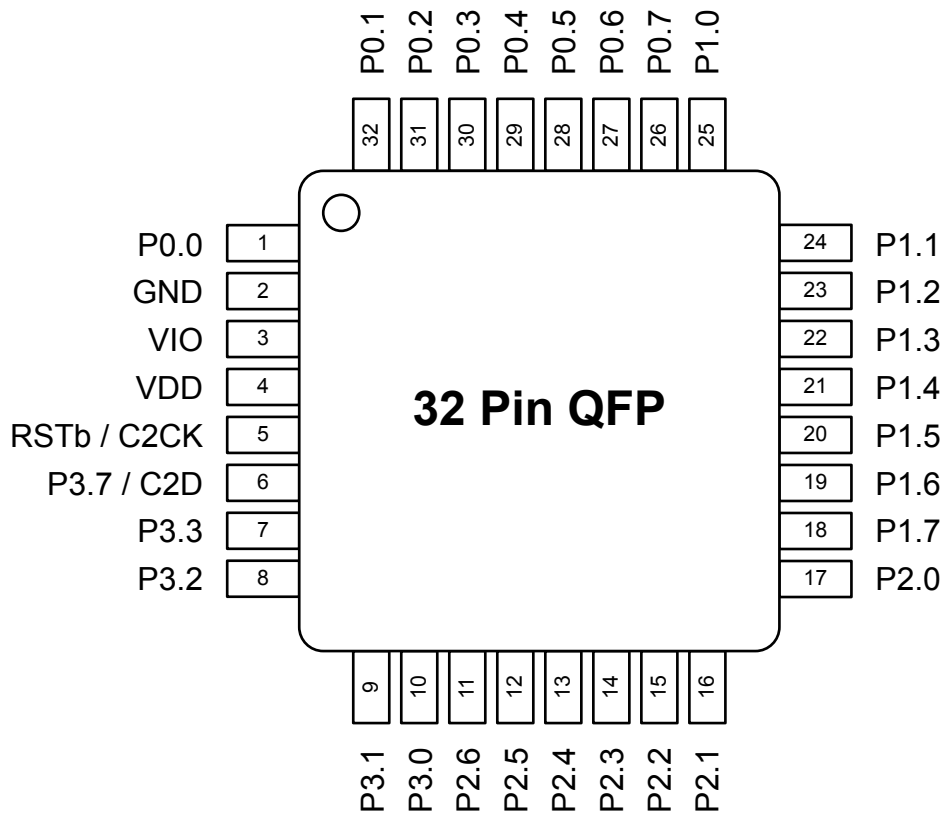 P0.1 P0.2 P0.3 P0.4 P0.5 P0.6 P0.7 P1.0
32 31 30 29 28 27 26 25
P0.0 1 24 P1.1
GND 2 23 P1.2
VIO 3 22 P1.3
VDD 4 21 P1.4
32 Pin QFP
RSTb / C2CK 5 20 P1.5
P3.7 / C2D 6 19 P1.6
P3.3 7 18 P1.7
P3.2 8 17 P2.0
9 10 11 12 13 14 15 16
P3.1 P3.0 P2.6 P2.5 P2.4 P2.3 P2.2 P2.1